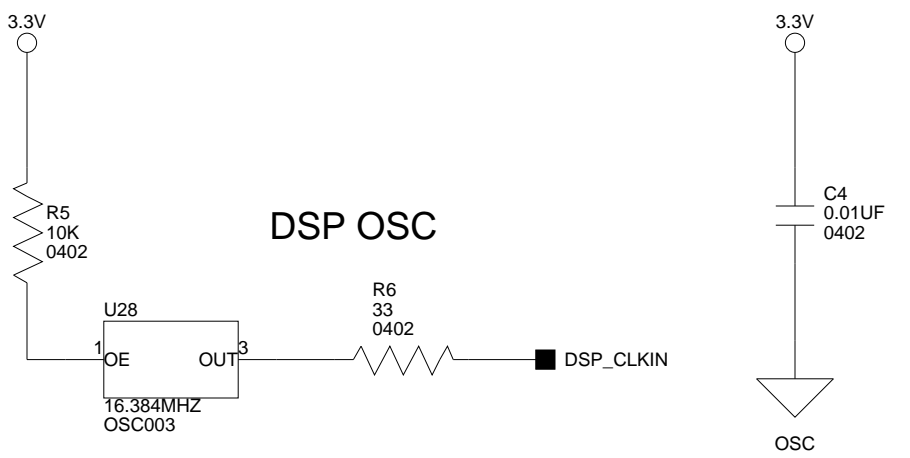 3.3V
3.3V
R5
10K
0402
DSP OSC
C4
0.01UF
0402
U28
R6
33
0402
1
OE
OUT
3
DSP_CLKIN
16.384MHZ
OSC003
OSC